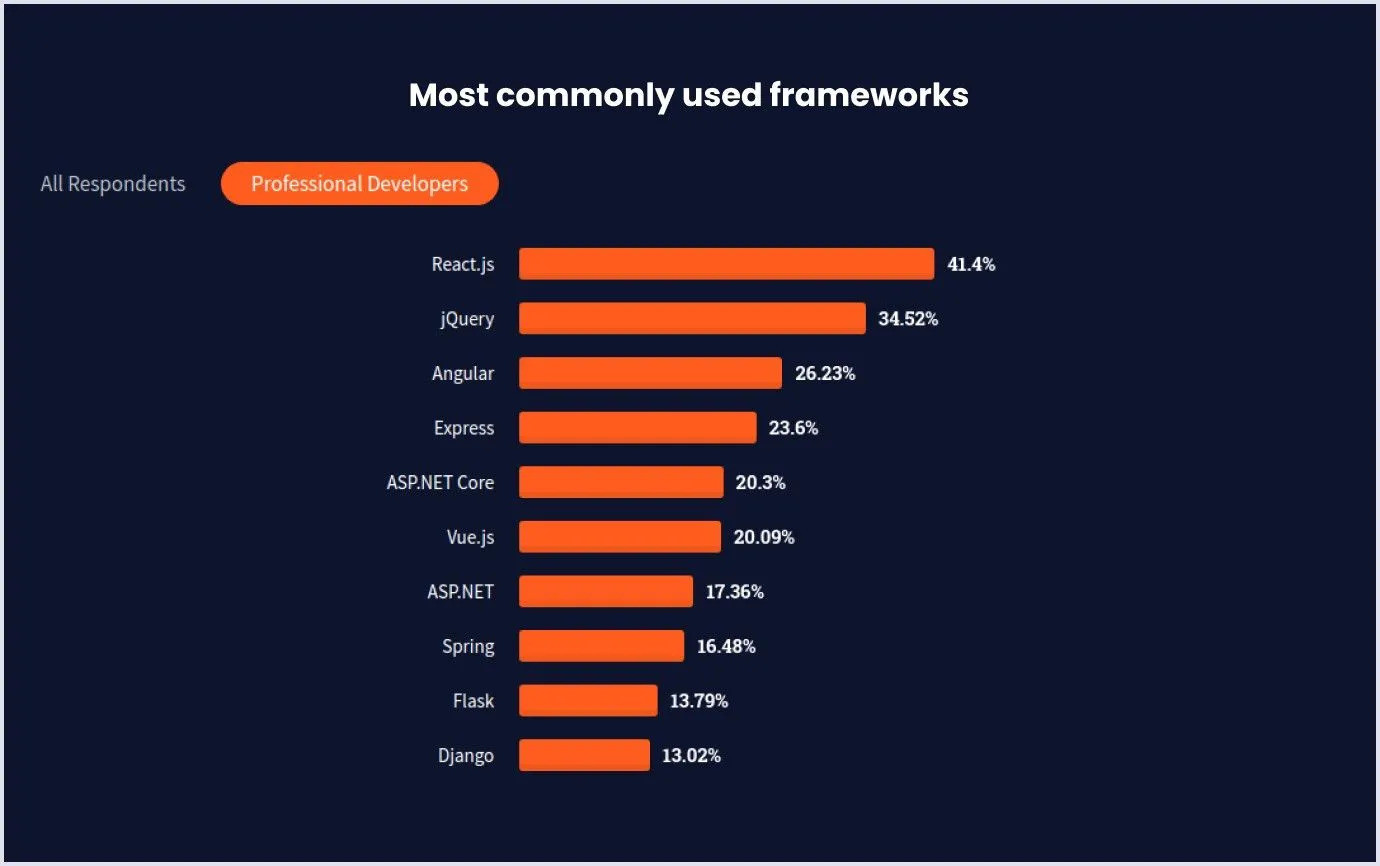 Most commonly used frameworks
All Respondents Professional Developers
React.js 41.4%
jQuery 34.52%
Angular 26.23%
Express 23.6%
ASP.NET Core 20.3%
Vue.js 20.09%
ASP.NET 17.36%
Spring 16.48%
Flask 13.79%
Django 13.02%